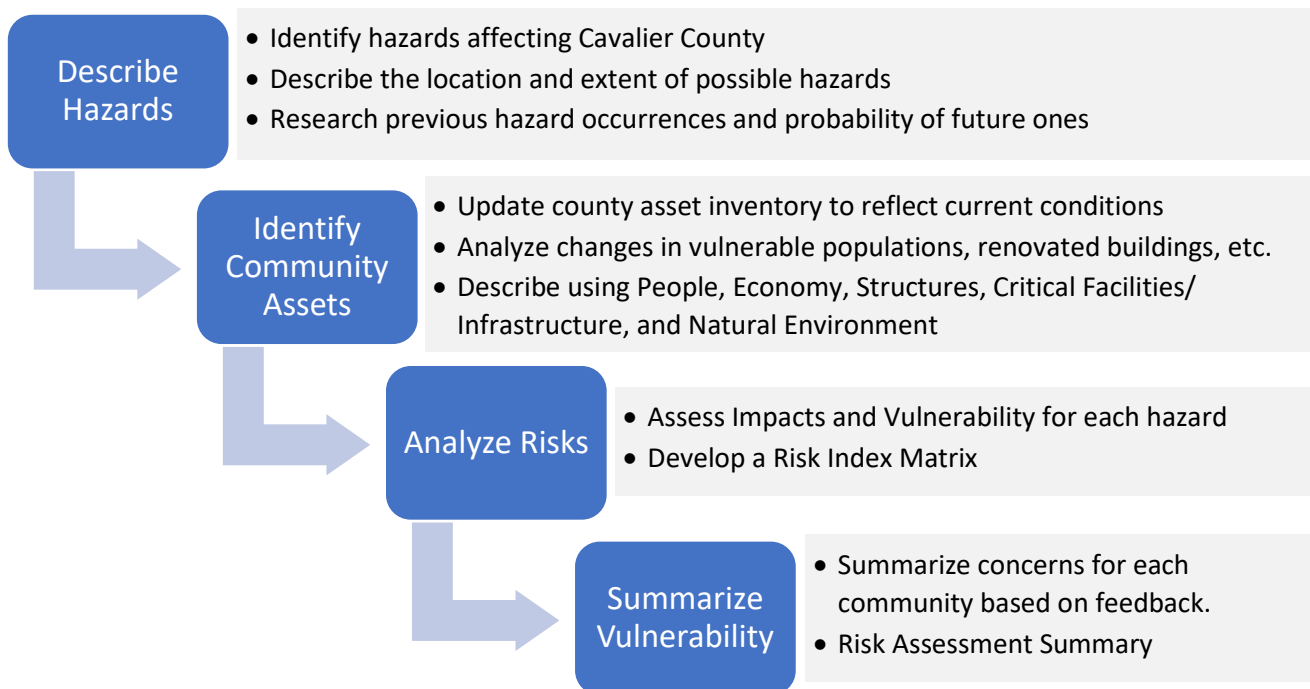 Describe
Hazards
• Identify hazards affecting Cavalier County
• Describe the location and extent of possible hazards
• Research previous hazard occurrences and probability of future ones
Identify
Community
Assets
• Update county asset inventory to reflect current conditions
• Analyze changes in vulnerable populations, renovated buildings, etc.
• Describe using People, Economy, Structures, Critical Facilities/
Infrastructure, and Natural Environment
Analyze Risks
• Assess Impacts and Vulnerability for each hazard
• Develop a Risk Index Matrix
Summarize
Vulnerability
• Summarize concerns for each
community based on feedback.
• Risk Assessment Summary